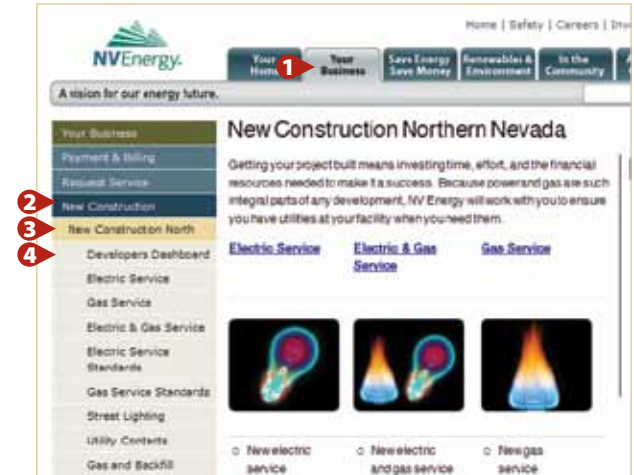 Home | Safety | Careers |
NVEnergy.
Your Home
Your Business
Save Energy Save Money
Renewables & Environment
In the Community
A vision for our energy future.
1
Your Business
Payment & Billing
Request Service
2 New Construction
3 New Construction North
4 Developers Dashboard
Electric Service
Gas Service
Electric & Gas Service
Electric Service
Standards
Gas Service Standards
Street Lighting
Utility Contacts
Gas and Backfill
New Construction Northern Nevada
Getting your project built means investing time, effort, and the financial
resources needed to make it a success. Because power and gas are such
integral parts of any development, NV Energy will work with you to ensure
you have utilities at your facility when you need them.
Electric Service
Electric & Gas
Service
Gas Service
New electric
service
New electric
and gas service
New gas
service